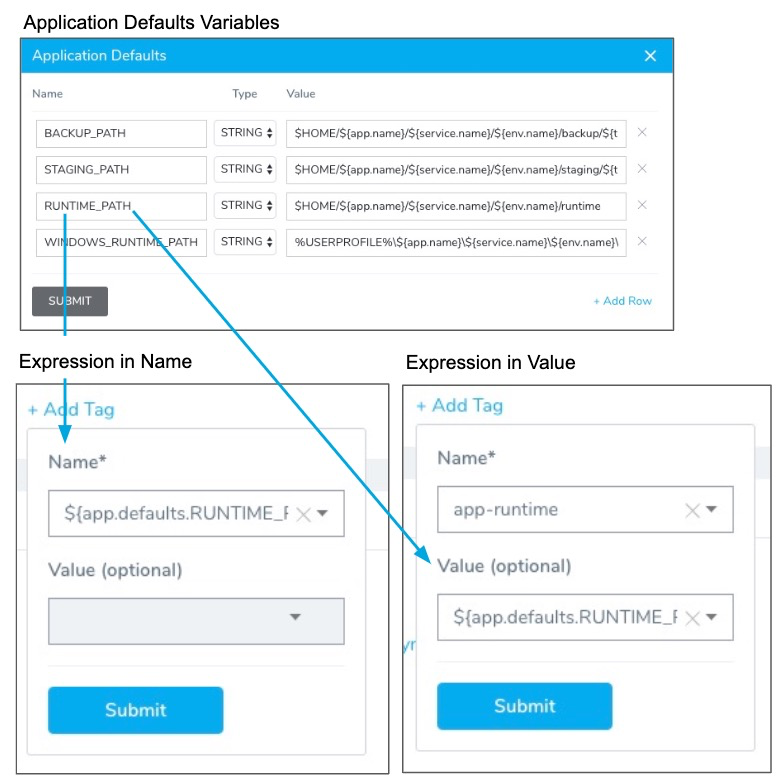 Application Defaults Variables
Application Defaults
Name Type Value
BACKUP_PATH STRING $HOME/${app.name}/${service.name}/${env.name}/backup/${t
STAGING_PATH STRING $HOME/${app.name}/${service.name}/${env.name}/staging/${t
RUNTIME_PATH STRING $HOME/${app.name}/${service.name}/${env.name}/runtime
WINDOWS_RUNTIME_PATH STRING %USERPROFILE%\${app.name}\${service.name}\${env.name}\
SUBMIT + Add Row
Expression in Name
+ Add Tag
Name*
${app.defaults.RUNTIME_P
Value (optional)
Submit
Expression in Value
+ Add Tag
Name*
app-runtime
Value (optional)
${app.defaults.RUNTIME_P
yr
Submit